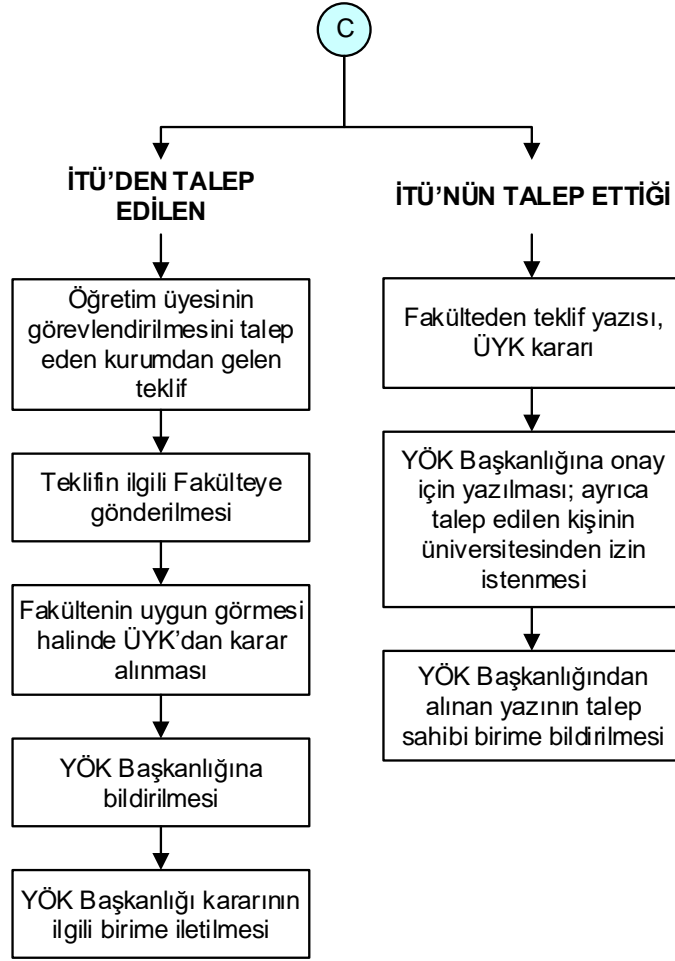 C
İTÜ'DEN TALEP
EDİLEN
Öğretim üyesinin
görevlendirilmesini talep
eden kurumdan gelen
teklif
Teklifin ilgili Fakülteye
gönderilmesi
Fakültenin uygun görmesi
halinde ÜYK'dan karar
alınması
YÖK Başkanlığına
bildirilmesi
YÖK Başkanlığı kararının
ilgili birime iletilmesi
İTÜ'NÜN TALEP ETTİĞİ
Fakülteden teklif yazısı,
ÜYK kararı
YÖK Başkanlığına onay
için yazılması; ayrıca
talep edilen kişinin
üniversitesinden izin
istenmesi
YÖK Başkanlığından
alınan yazının talep
sahibi birime bildirilmesi